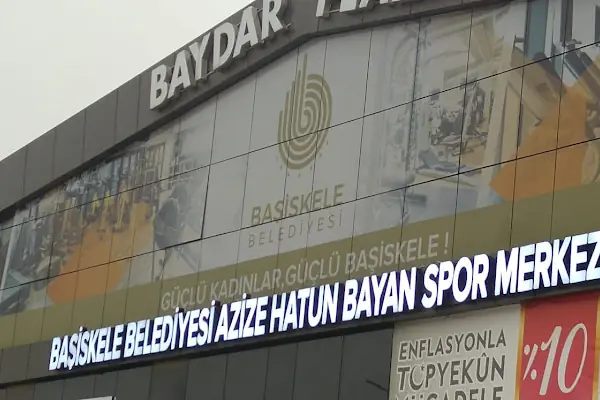 BAYDAR
BAŞİSKELE
BELEDİYESİ
GÜÇLÜ KADINLAR, GÜÇLÜ BAŞİSKELE !
BAŞİSKELE BELEDİYESİ AZİZE HATUN BAYAN SPOR MERKEZ
ENFLASYONLA
TOPYEKÛN
MÜCADELE
%10